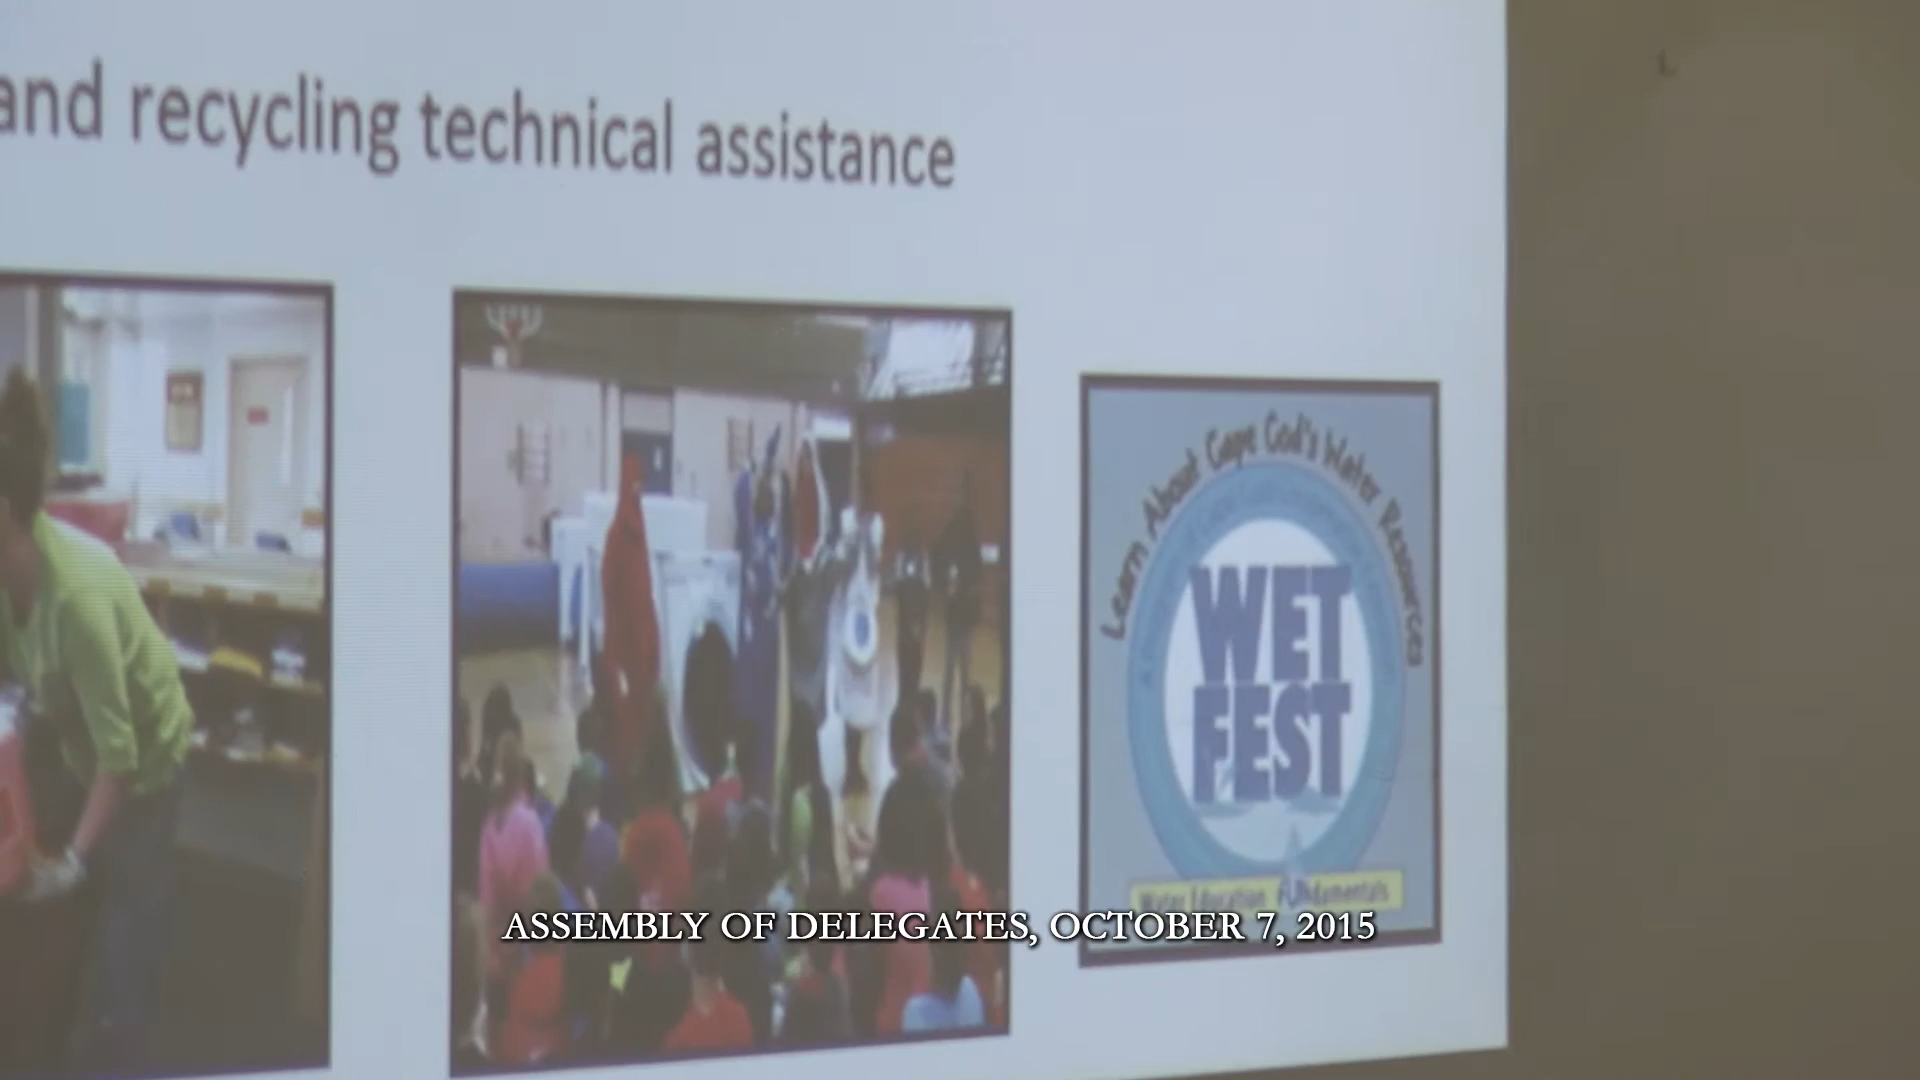 and recycling technical assistance
Learn About Cape Cod's Water Resources
WET
FEST
Water Education FUNdamentals
ASSEMBLY OF DELEGATES, OCTOBER 7, 2015